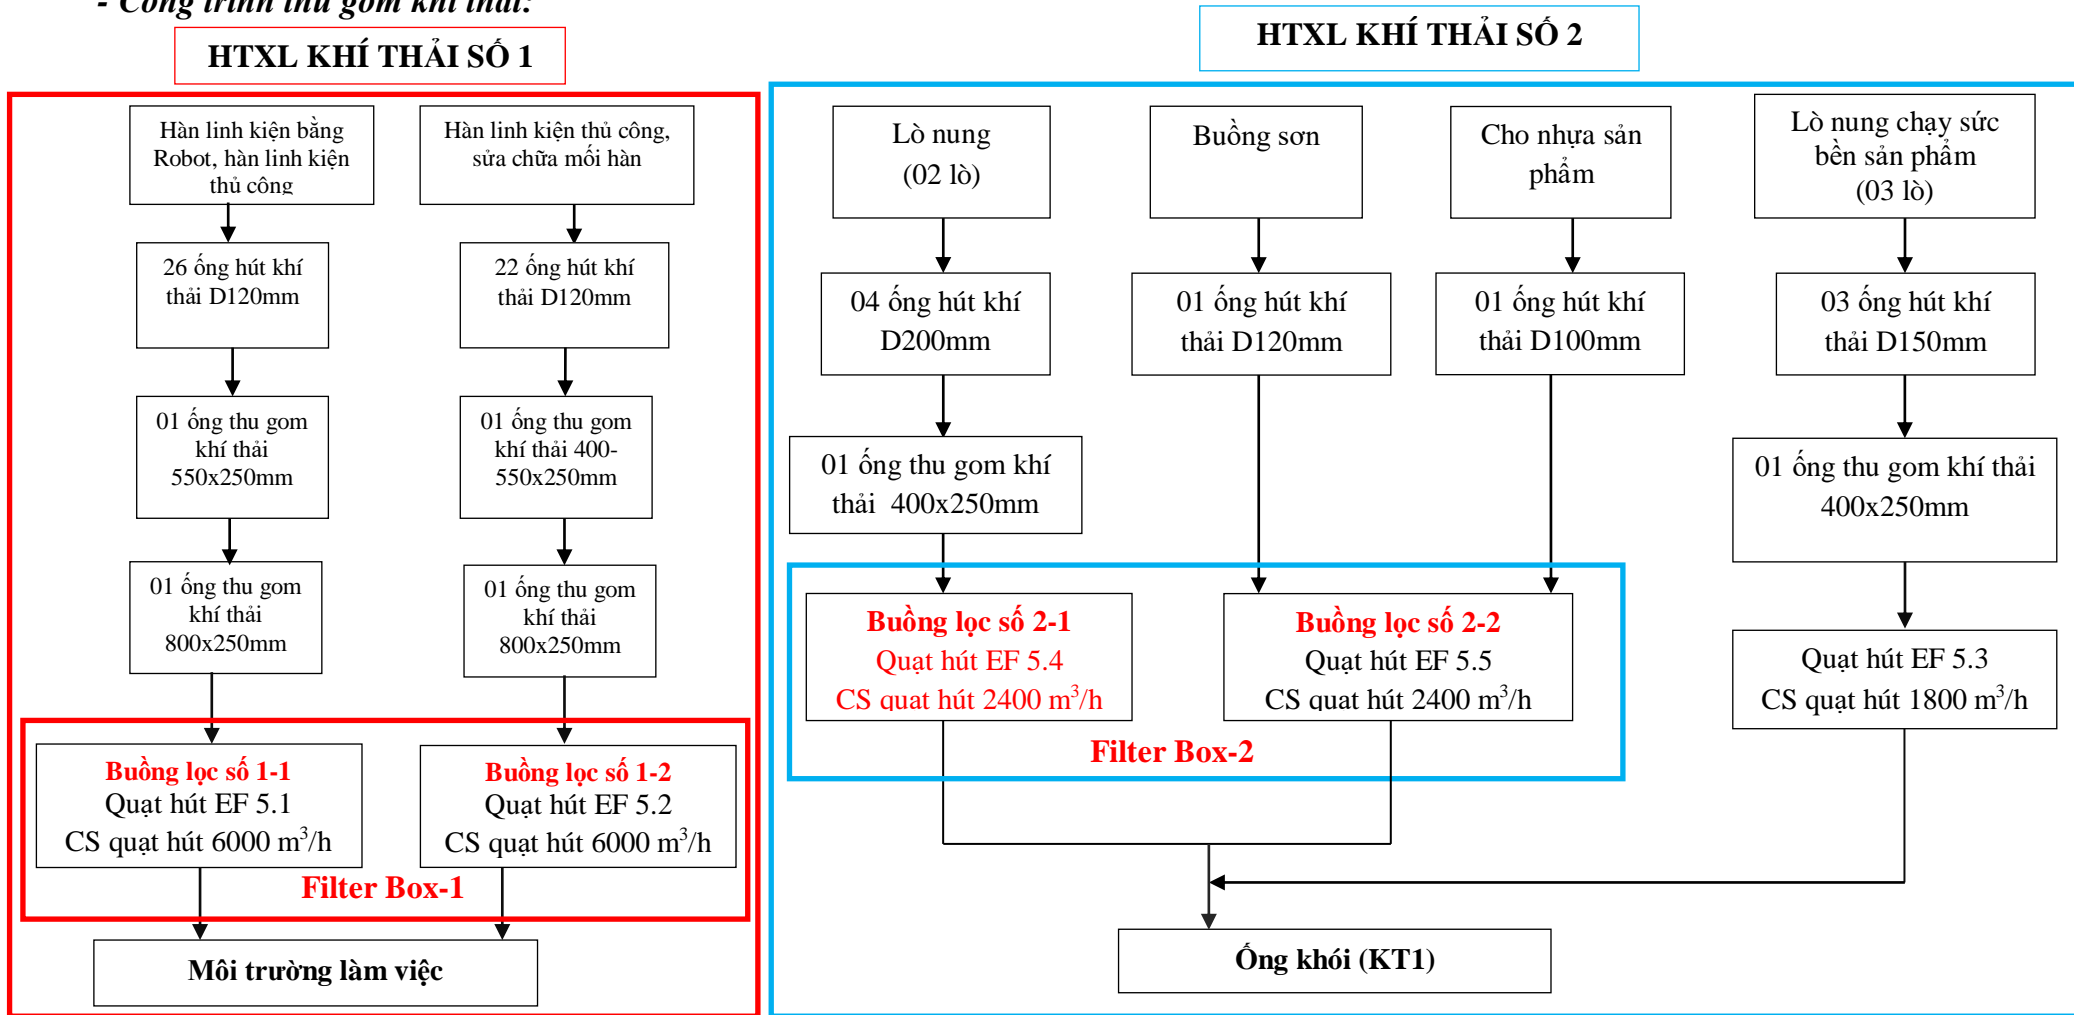 - Công trình thu gom khí thải:
HTXL KHÍ THẢI SỐ 1
Hàn linh kiện bằng
Robot, hàn linh kiện
thủ công
Hàn linh kiện thủ công,
sửa chữa mối hàn
26 ống hút khí
thải D120mm
22 ống hút khí
thải D120mm
01 ống thu gom
khí thải
550x250mm
01 ống thu gom
khí thải 400-
550x250mm
01 ống thu gom
khí thải
800x250mm
01 ống thu gom
khí thải
800x250mm
Buồng lọc số 1-1
Quạt hút EF 5.1
CS quạt hút 6000 m³/h
Buồng lọc số 1-2
Quạt hút EF 5.2
CS quạt hút 6000 m³/h
Filter Box-1
Môi trường làm việc
HTXL KHÍ THẢI SỐ 2
Lò nung
(02 lò)
Buồng sơn
Cho nhựa sản
phẩm
Lò nung chạy sức
bền sản phẩm
(03 lò)
04 ống hút khí
D200mm
01 ống hút khí
thải D120mm
01 ống hút khí
thải D100mm
03 ống hút khí
thải D150mm
01 ống thu gom khí
thải 400x250mm
01 ống thu gom khí thải
400x250mm
Buồng lọc số 2-1
Quạt hút EF 5.4
CS quạt hút 2400 m³/h
Buồng lọc số 2-2
Quạt hút EF 5.5
CS quạt hút 2400 m³/h
Quạt hút EF 5.3
CS quạt hút 1800 m³/h
Filter Box-2
Ống khói (KT1)